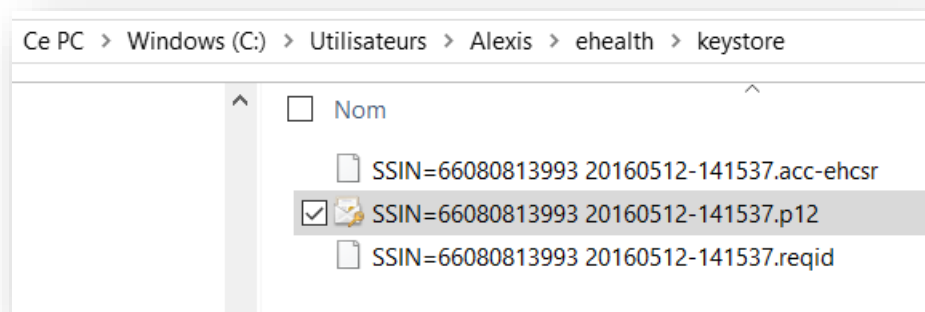 Ce PC > Windows (C:) > Utilisateurs > Alexis > ehealth > keystore
Nom
SSIN=66080813993 20160512-141537.acc-ehcsr
SSIN=66080813993 20160512-141537.p12
SSIN=66080813993 20160512-141537.reqid